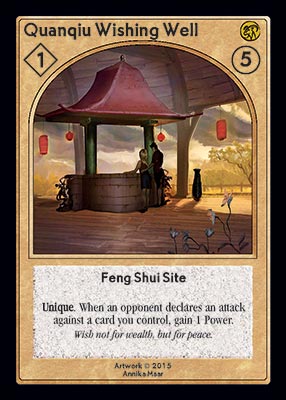 Quanqiu Wishing Well
1
5
Feng Shui Site
Unique. When an opponent declares an attack
against a card you control, gain 1 Power.
Wish not for wealth, but for peace.
Artwork © 2015
Annika Maar